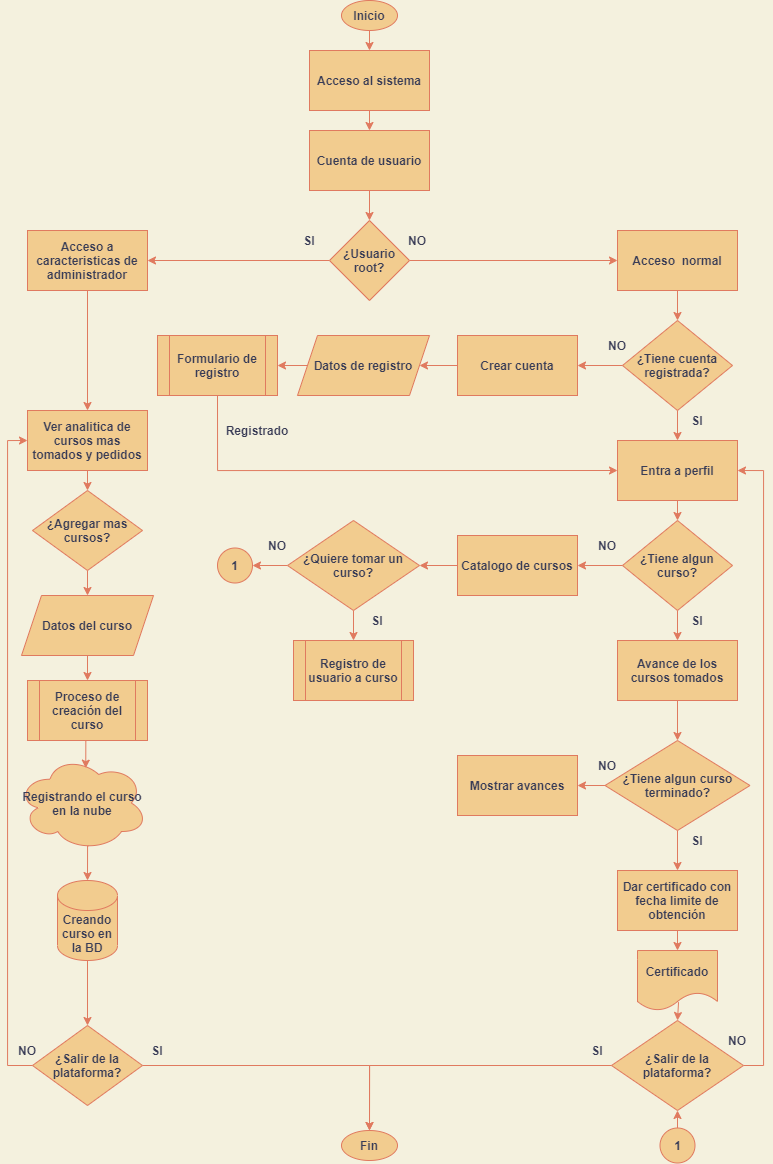 Inicio
Acceso al sistema
Cuenta de usuario
¿Usuario
root?
SI
NO
Acceso a
caracteristicas de
administrador
Acceso normal
¿Tiene cuenta
registrada?
NO
SI
Crear cuenta
Datos de registro
Formulario de
registro
Registrado
Ver analitica de
cursos mas
tomados y pedidos
Entra a perfil
¿Agregar mas
cursos?
¿Tiene algun
curso?
NO
SI
Catalogo de cursos
¿Quiere tomar un
curso?
NO
1
SI
Registro de
usuario a curso
Datos del curso
Avance de los
cursos tomados
Proceso de
creación del
curso
¿Tiene algun curso
terminado?
NO
SI
Mostrar avances
Registrando el curso
en la nube
Dar certificado con
fecha limite de
obtención
Creando
curso en
la BD
Certificado
¿Salir de la
plataforma?
NO
SI
¿Salir de la
plataforma?
SI
NO
Fin
1